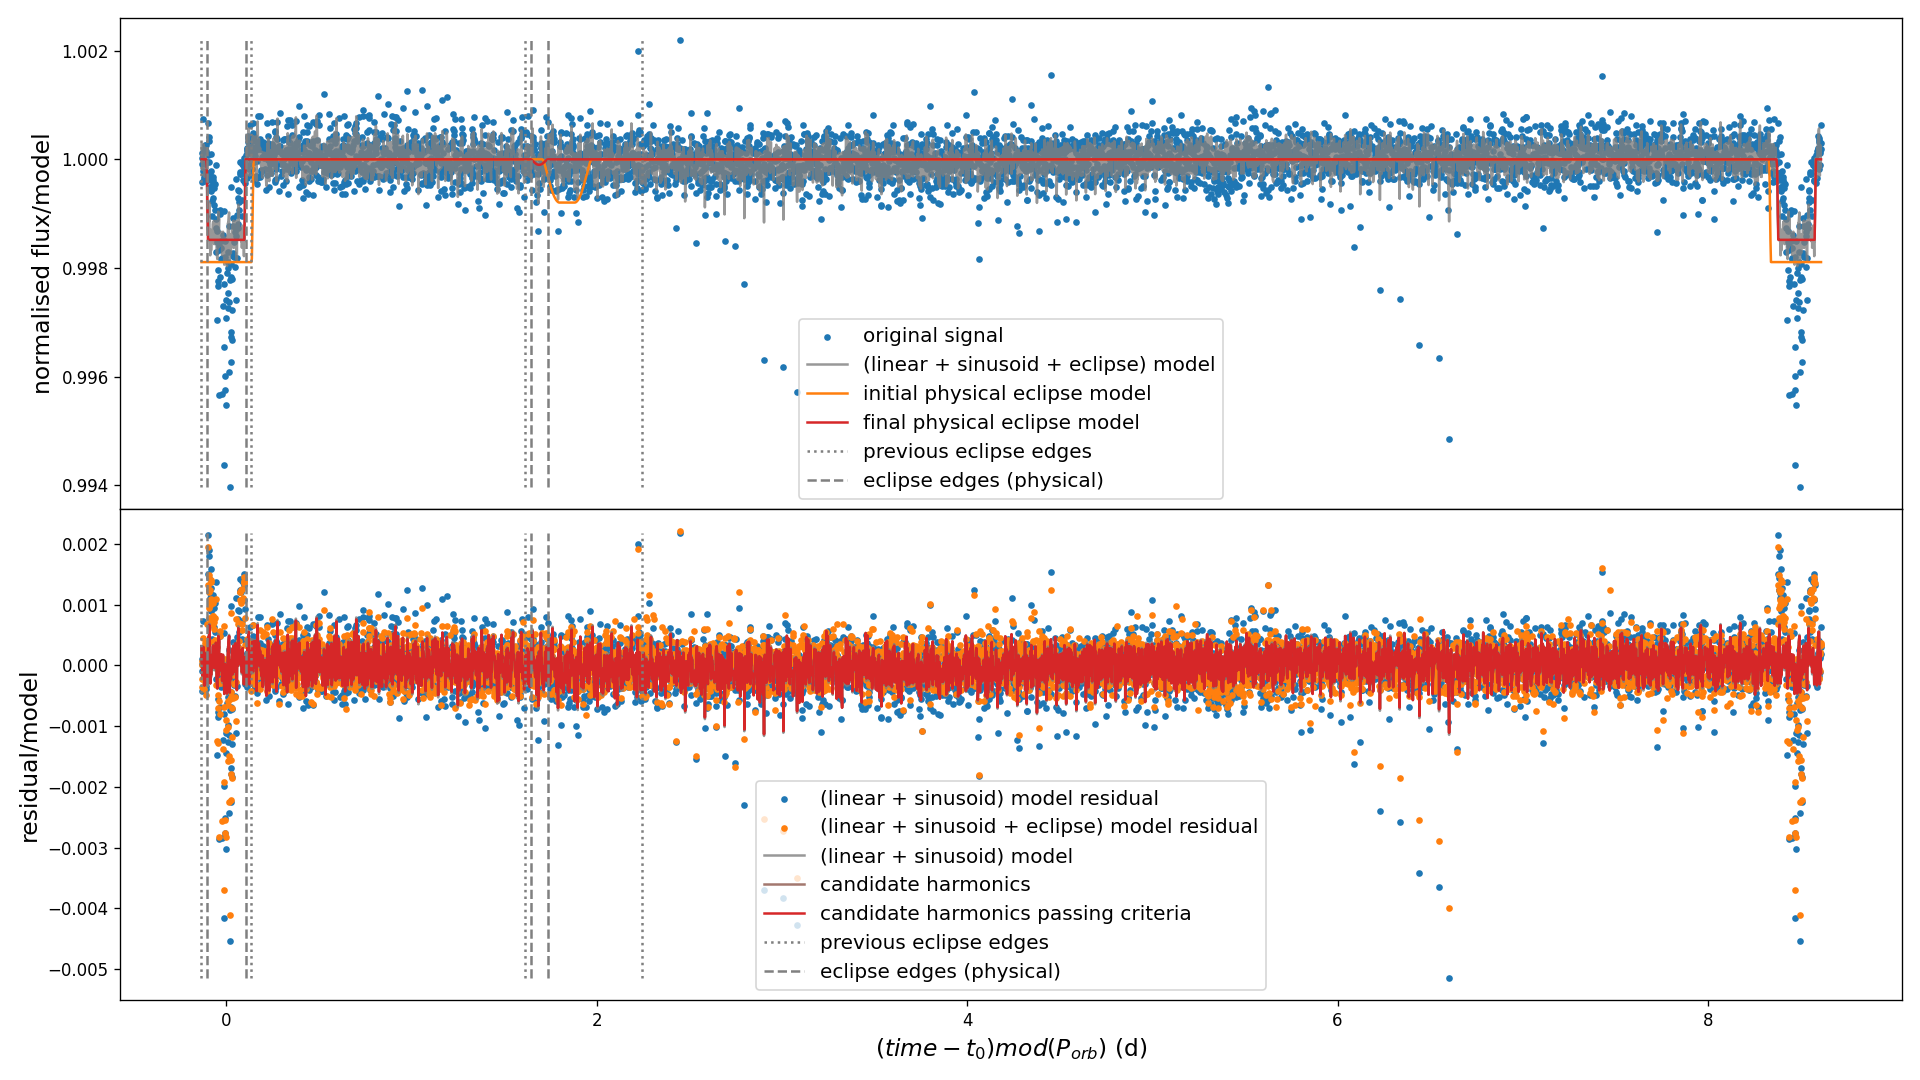 1.002
1.000
0.998
0.996
0.994
normalised flux/model
original signal
(linear + sinusoid + eclipse) model
initial physical eclipse model
final physical eclipse model
previous eclipse edges
eclipse edges (physical)
0.002
0.001
0.000
−0.001
−0.002
−0.003
−0.004
−0.005
residual/model
(linear + sinusoid) model residual
(linear + sinusoid + eclipse) model residual
(linear + sinusoid) model
candidate harmonics
candidate harmonics passing criteria
previous eclipse edges
eclipse edges (physical)
0 2 4 6 8
(time − t₀)mod(Pₒᵣb) (d)